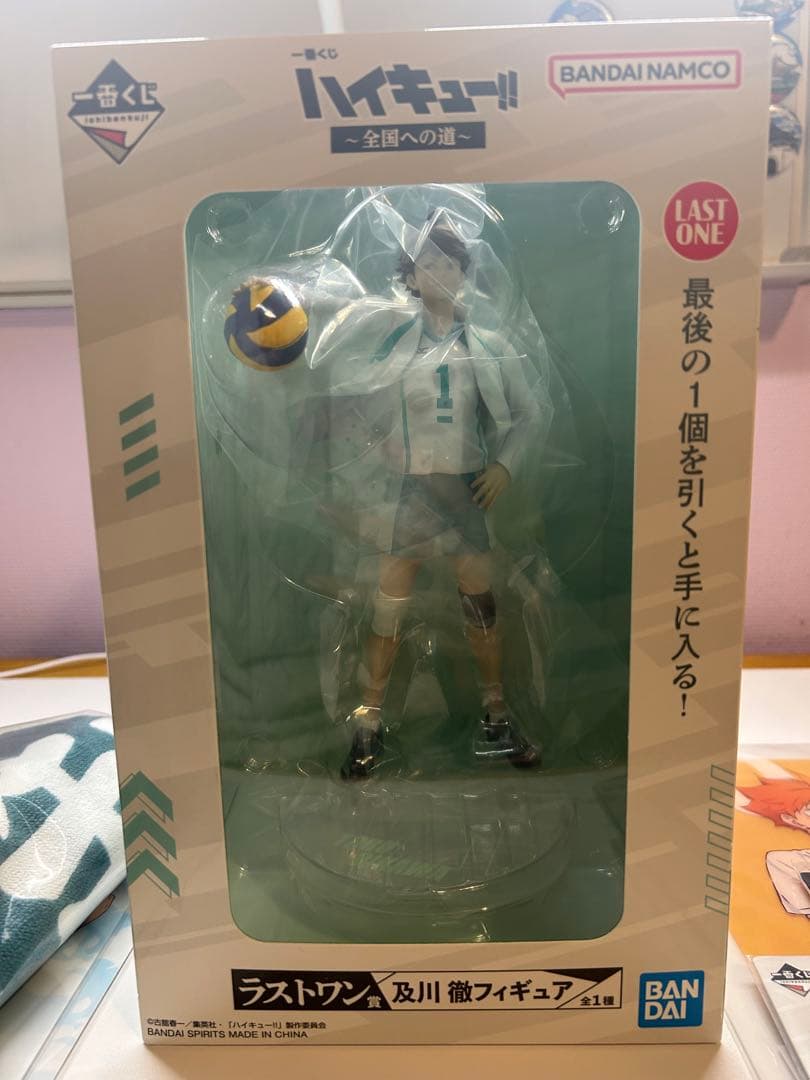 一番くじ
ichibankuji
一番くじ
ハイキュー!!
～全国への道～
BANDAI NAMCO
LAST
ONE
最後の1個を引くと手に入る!
1
ラストワン賞
及川 徹フィギュア
全1種
©古舘春一／集英社・「ハイキュー!!」製作委員会
BANDAI SPIRITS MADE IN CHINA
BAN
DAI
一番くじ